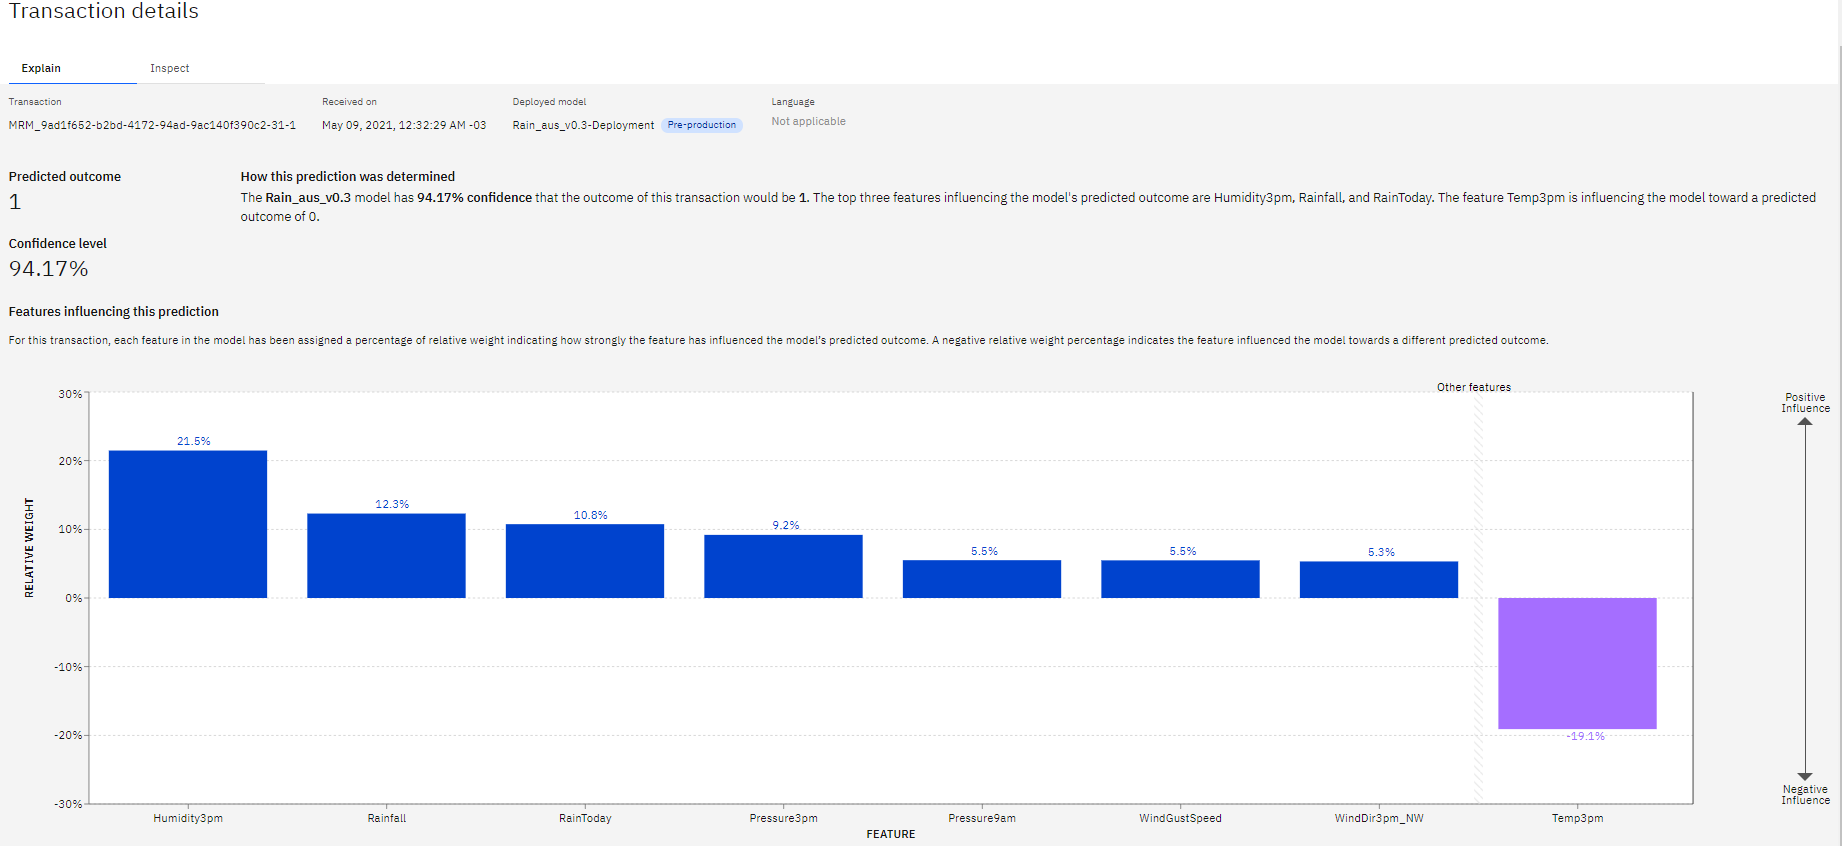 Transaction details
Explain
Inspect
Transaction
Received on
Deployed model
Language
MRM_9ad1f652-b2bd-4172-94ad-9ac140f390c2-31-1
May 09, 2021, 12:32:29 AM -03
Rain_aus_v0.3-Deployment
Pre-production
Not applicable
Predicted outcome
1
Confidence level
94.17%
How this prediction was determined
The Rain_aus_v0.3 model has 94.17% confidence that the outcome of this transaction would be 1. The top three features influencing the model's predicted outcome are Humidity3pm, Rainfall, and RainToday. The feature Temp3pm is influencing the model toward a predicted
outcome of 0.
Features influencing this prediction
For this transaction, each feature in the model has been assigned a percentage of relative weight indicating how strongly the feature has influenced the model's predicted outcome. A negative relative weight percentage indicates the feature influenced the model towards a different predicted outcome.
Other features
RELATIVE WEIGHT
30%
20%
10%
0%
-10%
-20%
-30%
21.5%
12.3%
10.8%
9.2%
5.5%
5.5%
5.3%
-19.1%
Humidity3pm
Rainfall
RainToday
Pressure3pm
Pressure9am
WindGustSpeed
WindDir3pm_NW
Temp3pm
FEATURE
Positive
Influence
Negative
Influence